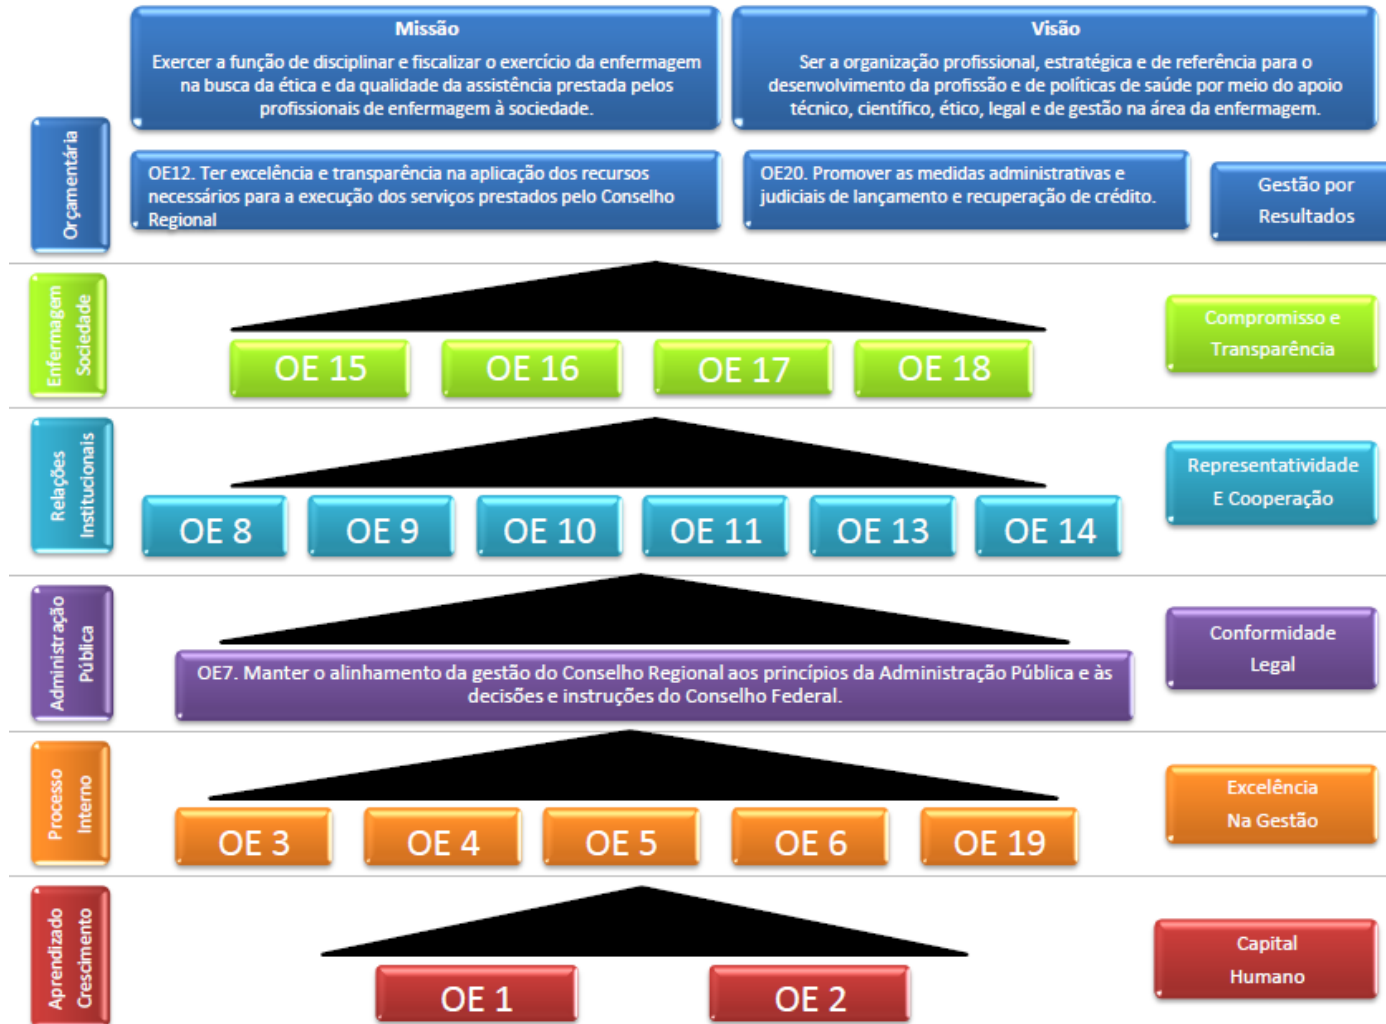 Missão
Exercer a função de disciplinar e fiscalizar o exercício da enfermagem
na busca da ética e da qualidade da assistência prestada pelos
profissionais de enfermagem à sociedade.
Visão
Ser a organização profissional, estratégica e de referência para o
desenvolvimento da profissão e de políticas de saúde por meio do apoio
técnico, científico, ético, legal e de gestão na área da enfermagem.
Orçamentária
OE12. Ter excelência e transparência na aplicação dos recursos
necessários para a execução dos serviços prestados pelo Conselho
Regional
OE20. Promover as medidas administrativas e
judiciais de lançamento e recuperação de crédito.
Gestão por
Resultados
Enfermagem
Sociedade
OE 15
OE 16
OE 17
OE 18
Compromisso e
Transparência
Relações
Institucionais
OE 8
OE 9
OE 10
OE 11
OE 13
OE 14
Representatividade
E Cooperação
Administração
Pública
OE7. Manter o alinhamento da gestão do Conselho Regional aos princípios da Administração Pública e às
decisões e instruções do Conselho Federal.
Conformidade
Legal
Processo
Interno
OE 3
OE 4
OE 5
OE 6
OE 19
Excelência
Na Gestão
Aprendizado
Crescimento
OE 1
OE 2
Capital
Humano